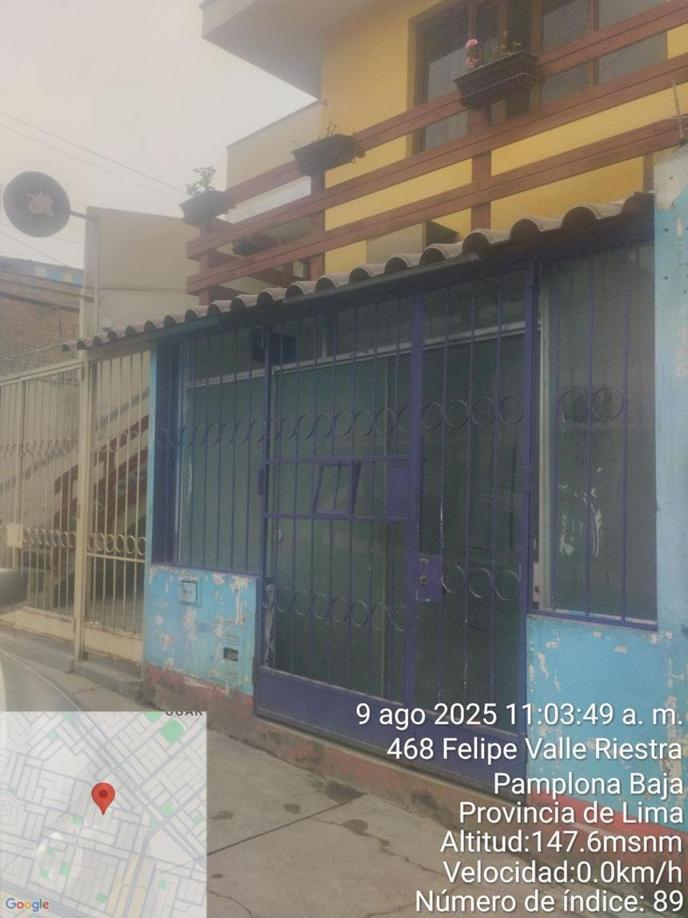 9 ago 2025 11:03:49 a. m.
468 Felipe Valle Riestra
Pamplona Baja
Provincia de Lima
Altitud:147.6msnm
Velocidad:0.0km/h
Número de índice: 89
UGAR
Google